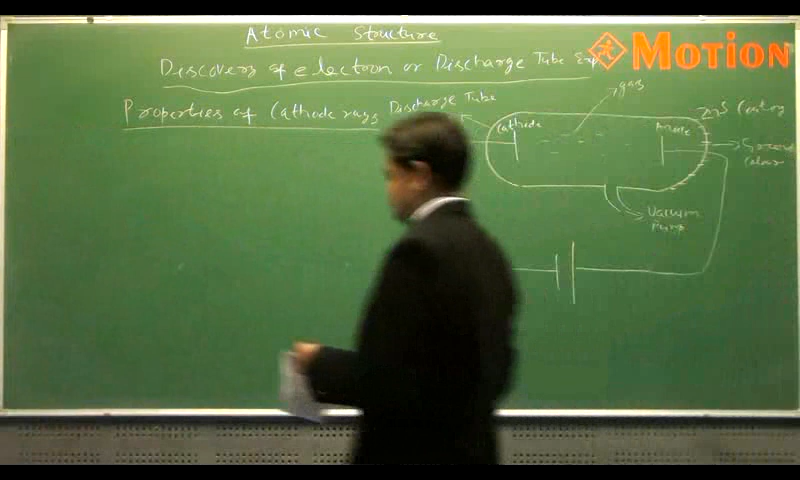 Atomic Structure
Discovery of electron or Discharge Tube Exp
MOTION
Properties of Cathode rays
Discharge Tube
gas
Cathode
Anode
ZnS Coating
Colour
Vacuum
Pump